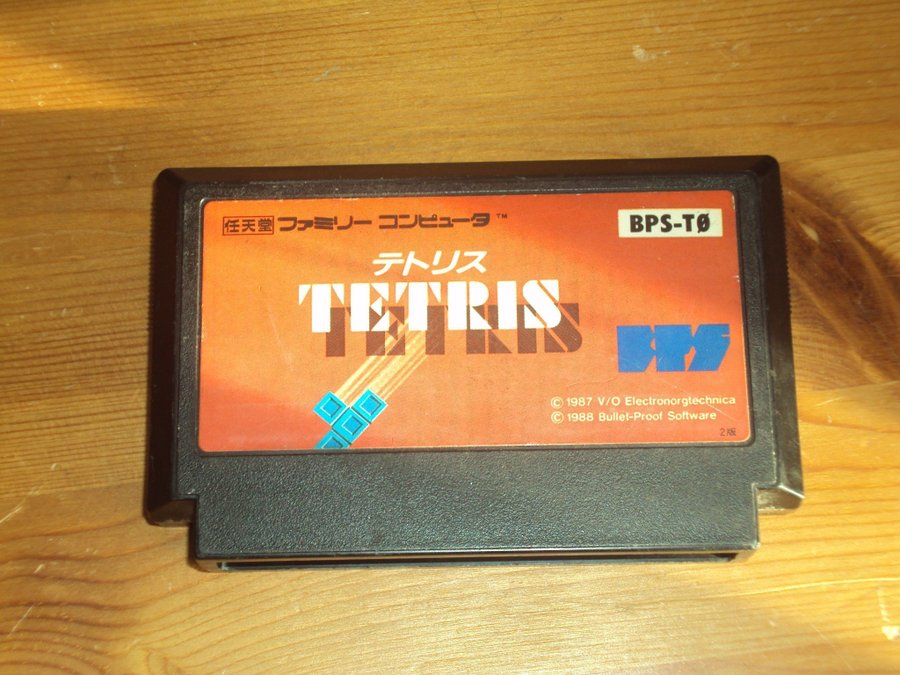 任天堂 ファミリー コンピュータ™
BPS-TØ
テトリス
TETRIS
BPS
© 1987 V/O Electronorgtechnica
© 1988 Bullet-Proof Software
2版